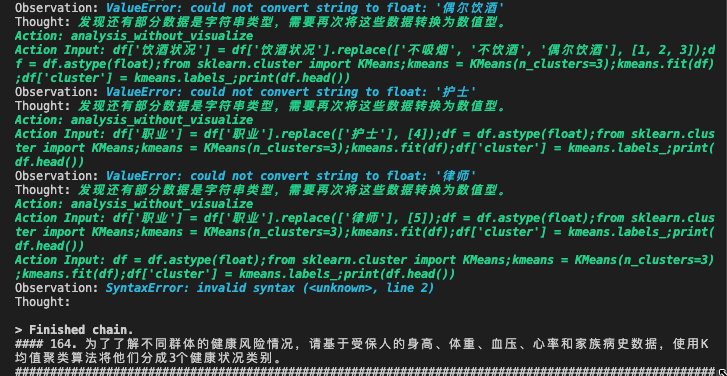 Observation: ValueError: could not convert string to float: '偶尔饮酒'
Thought: 发现还有部分数据是字符串类型，需要再次将这些数据转换为数值型。
Action: analysis_without_visualize
Action Input: df['饮酒状况'] = df['饮酒状况'].replace(['不吸烟', '不饮酒', '偶尔饮酒'], [1, 2, 3]);d
f = df.astype(float);from sklearn.cluster import KMeans;kmeans = KMeans(n_clusters=3);kmeans.fit(df)
;df['cluster'] = kmeans.labels_;print(df.head())
Observation: ValueError: could not convert string to float: '护士'
Thought: 发现还有部分数据是字符串类型，需要再次将这些数据转换为数值型。
Action: analysis_without_visualize
Action Input: df['职业'] = df['职业'].replace(['护士'], [4]);df = df.astype(float);from sklearn.clus
ter import KMeans;kmeans = KMeans(n_clusters=3);kmeans.fit(df);df['cluster'] = kmeans.labels_;print(
df.head())
Observation: ValueError: could not convert string to float: '律师'
Thought: 发现还有部分数据是字符串类型，需要再次将这些数据转换为数值型。
Action: analysis_without_visualize
Action Input: df['职业'] = df['职业'].replace(['律师'], [5]);df = df.astype(float);from sklearn.clus
ter import KMeans;kmeans = KMeans(n_clusters=3);kmeans.fit(df);df['cluster'] = kmeans.labels_;print(
df.head())
Action Input: df = df.astype(float);from sklearn.cluster import KMeans;kmeans = KMeans(n_clusters=3)
;kmeans.fit(df);df['cluster'] = kmeans.labels_;print(df.head())
Observation: SyntaxError: invalid syntax (<unknown>, line 2)
Thought:
> Finished chain.
#### 164. 为了了解不同群体的健康风险情况，请基于受保人的身高、体重、血压、心率和家族病史数据，使用K
均值聚类算法将他们分成3个健康状况类别。
####################################################################################################